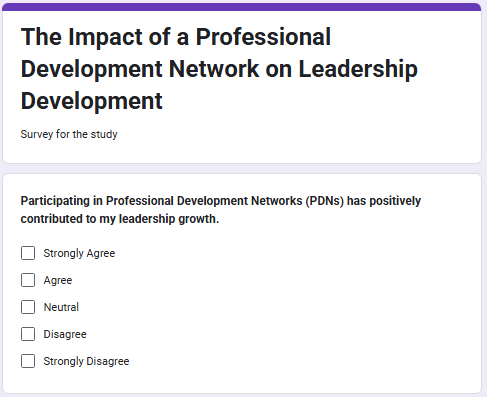 The Impact of a Professional
Development Network on Leadership
Development
Survey for the study
Participating in Professional Development Networks (PDNs) has positively
contributed to my leadership growth.
Strongly Agree
Agree
Neutral
Disagree
Strongly Disagree